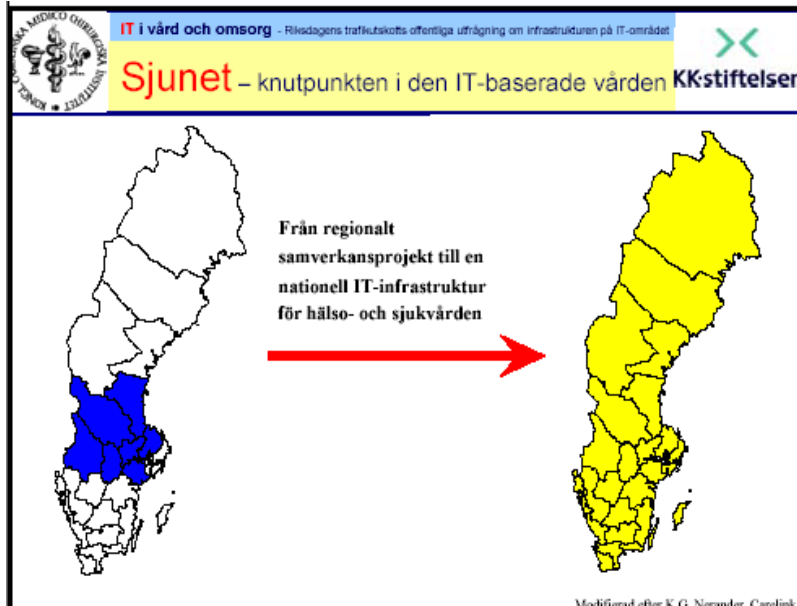 IT i vård och omsorg - Riksdagens trafikutskotts offentliga utfrågning om infrastrukturen på IT-området
Sjunet – knutpunkten i den IT-baserade vården
KK-stiftelsen
Från regionalt
samverkansprojekt till en
nationell IT-infrastruktur
för hälso- och sjukvården
Modifierad efter K.G. Nerander, Carelink